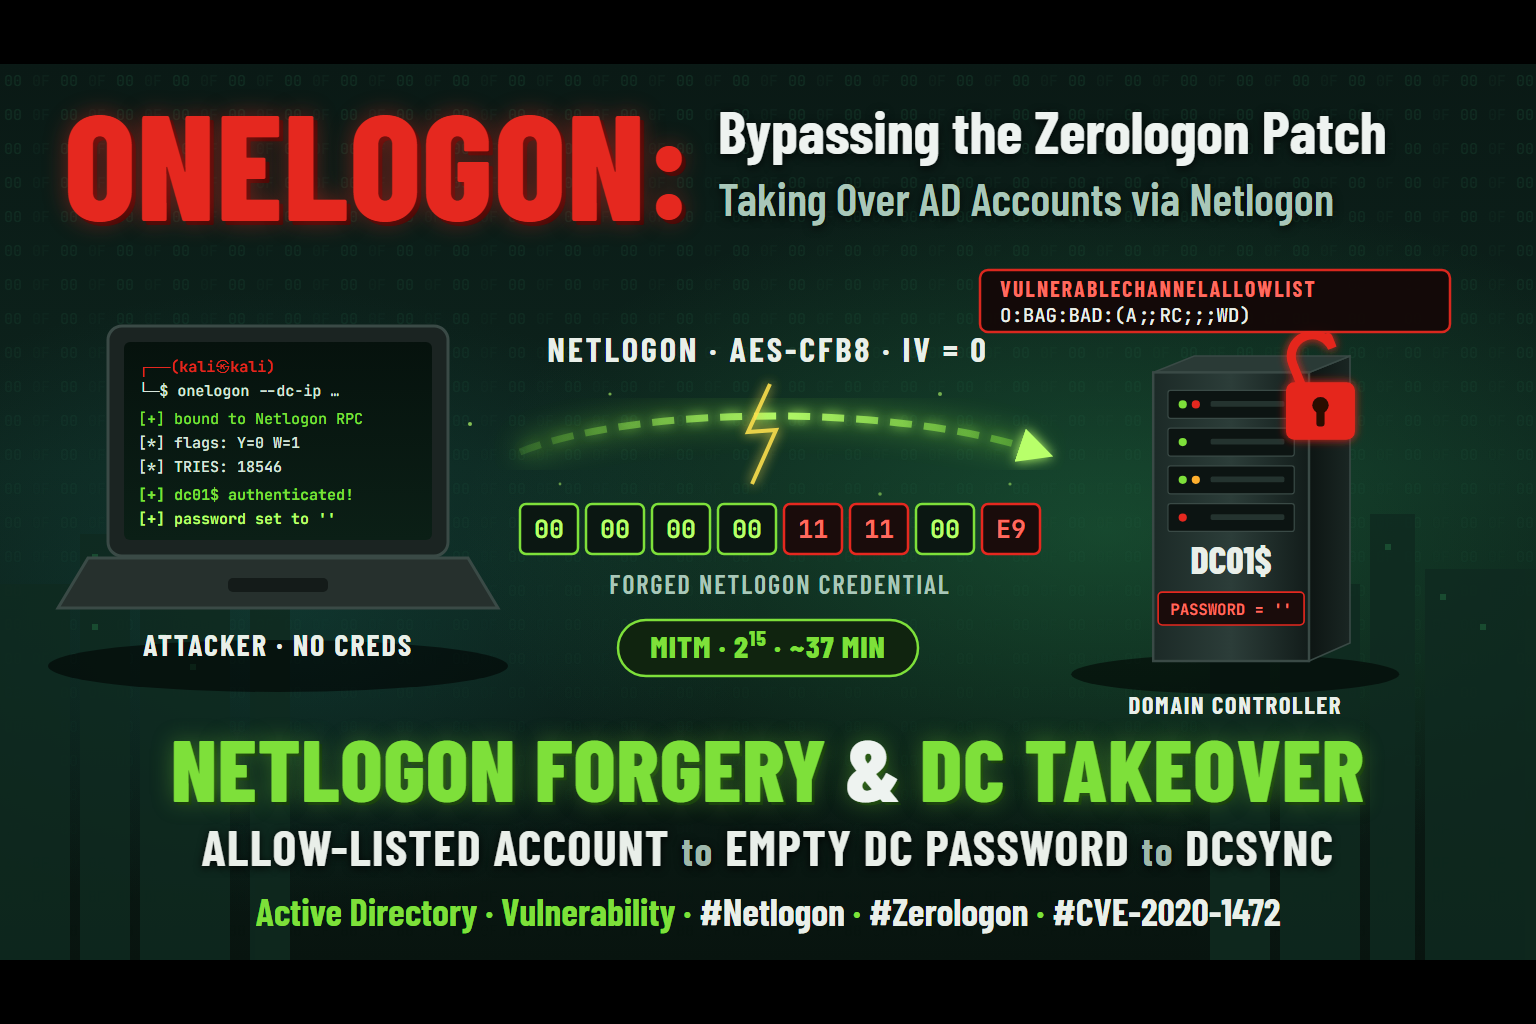 ONELOGON:
Bypassing the Zerologon Patch
Taking Over AD Accounts via Netlogon
VULNERABLECHANNELALLOWLIST
O:BAG:BAD:(A;;RC;;;WD)
NETLOGON · AES-CFB8 · IV = 0
┌──(kali㉿kali)
└─$ onelogon --dc-ip …
[+] bound to Netlogon RPC
[*] flags: Y=0 W=1
[*] TRIES: 18546
[+] dc01$ authenticated!
[+] password set to ''
00 00 00 00 11 11 00 E9
FORGED NETLOGON CREDENTIAL
MITM · 2¹⁵ · ~37 MIN
DC01$
PASSWORD = ''
ATTACKER · NO CREDS
DOMAIN CONTROLLER
NETLOGON FORGERY & DC TAKEOVER
ALLOW-LISTED ACCOUNT to EMPTY DC PASSWORD to DCSYNC
Active Directory · Vulnerability · #Netlogon · #Zerologon · #CVE-2020-1472